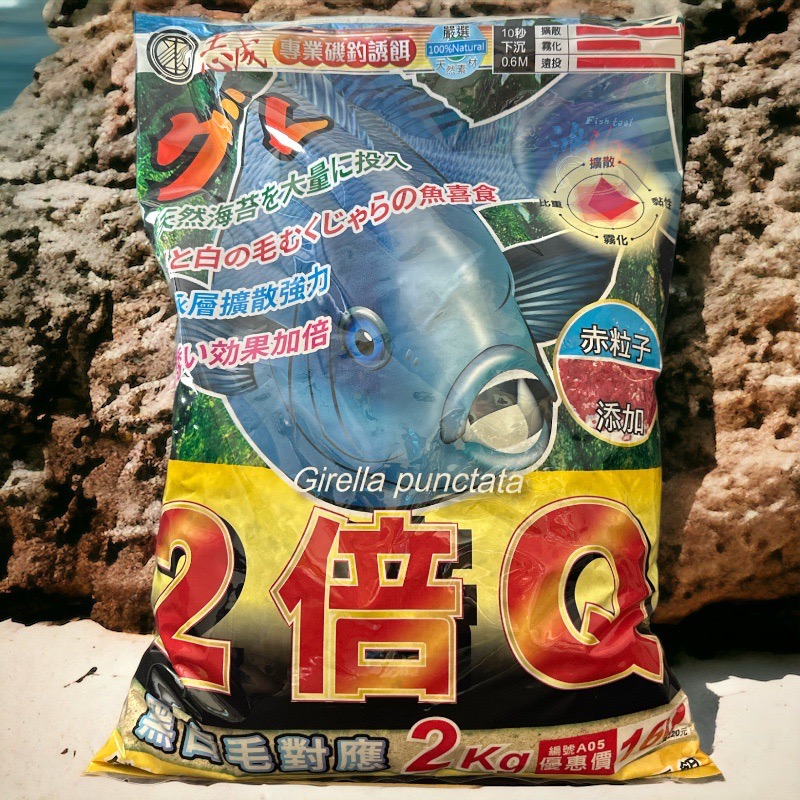 志成 專業磯釣誘餌
嚴選
100%Natural
天然素材
10秒
下沉
0.6M
擴散
霧化
遠投
グレ
Fish tool
擴散
比重
黏性
霧化
天然海苔を大量に投入
と白の毛むくじゃらの魚喜食
層擴散強力
い効果加倍
赤粒子
添加
Girella punctata
2倍Q
黑白毛對應
2Kg
編號A05
優惠價